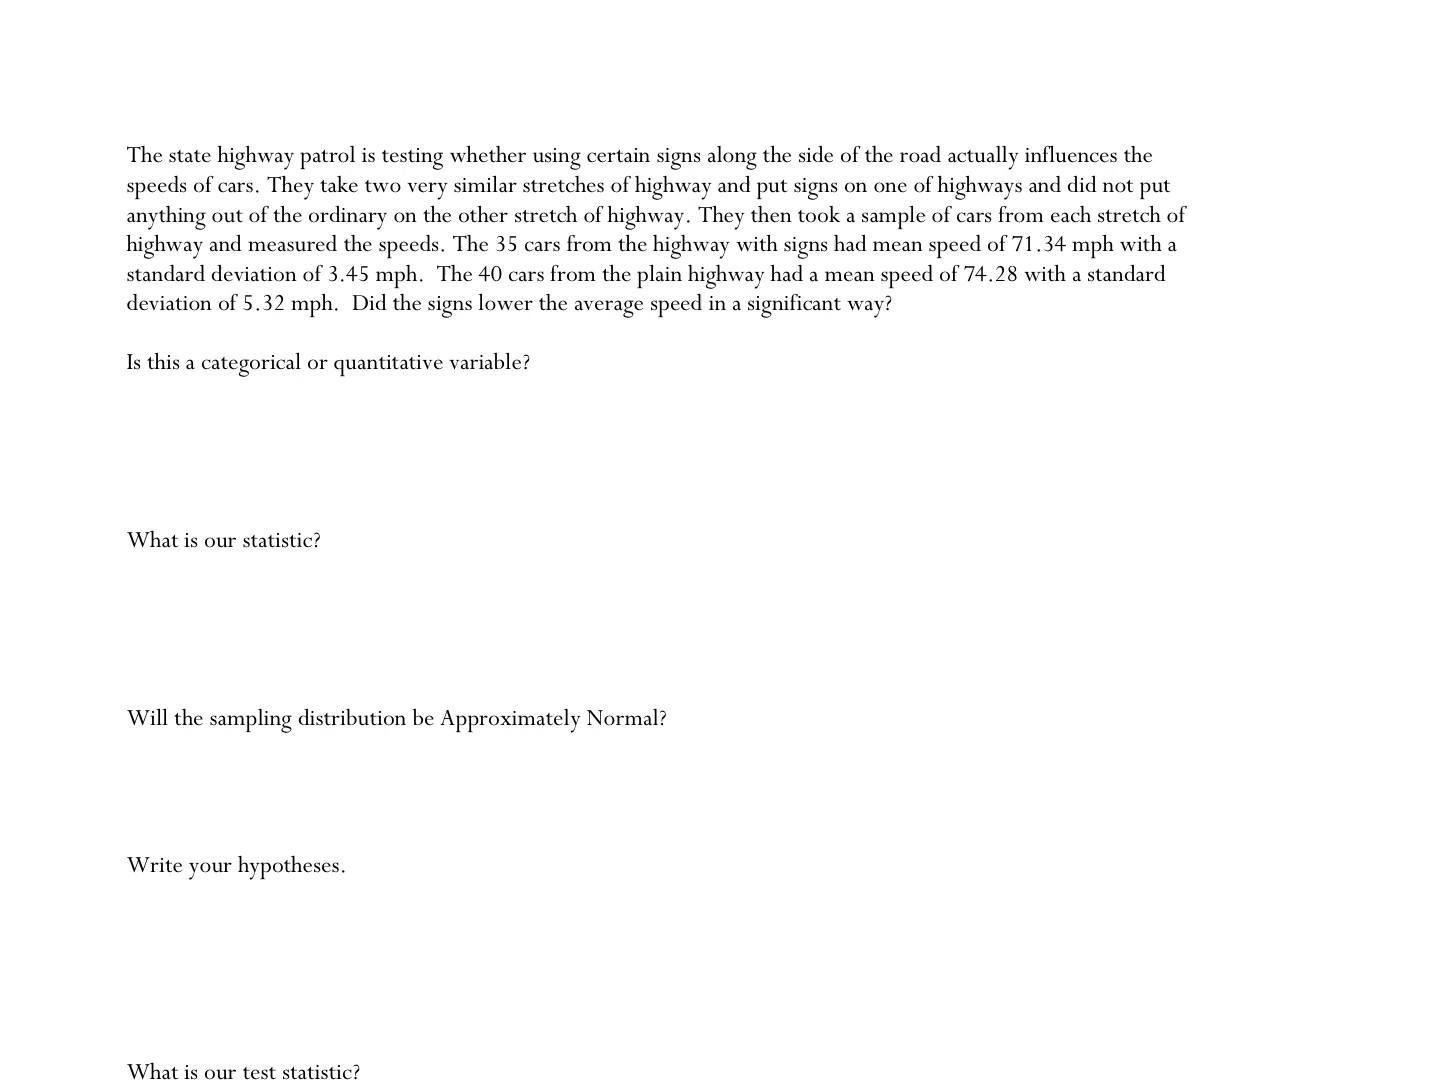 The state highway patrol is testing whether using certain signs along the side of the road actually influences the
speeds of cars. They take two very similar stretches of highway and put signs on one of highways and did not put
anything out of the ordinary on the other stretch of highway. They then took a sample of cars from each stretch of
highway and measured the speeds. The 35 cars from the highway with signs had mean speed of 71.34 mph with a
standard deviation of 3.45 mph.  The 40 cars from the plain highway had a mean speed of 74.28 with a standard
deviation of 5.32 mph.  Did the signs lower the average speed in a significant way?
Is this a categorical or quantitative variable?
What is our statistic?
Will the sampling distribution be Approximately Normal?
Write your hypotheses.
What is our test statistic?